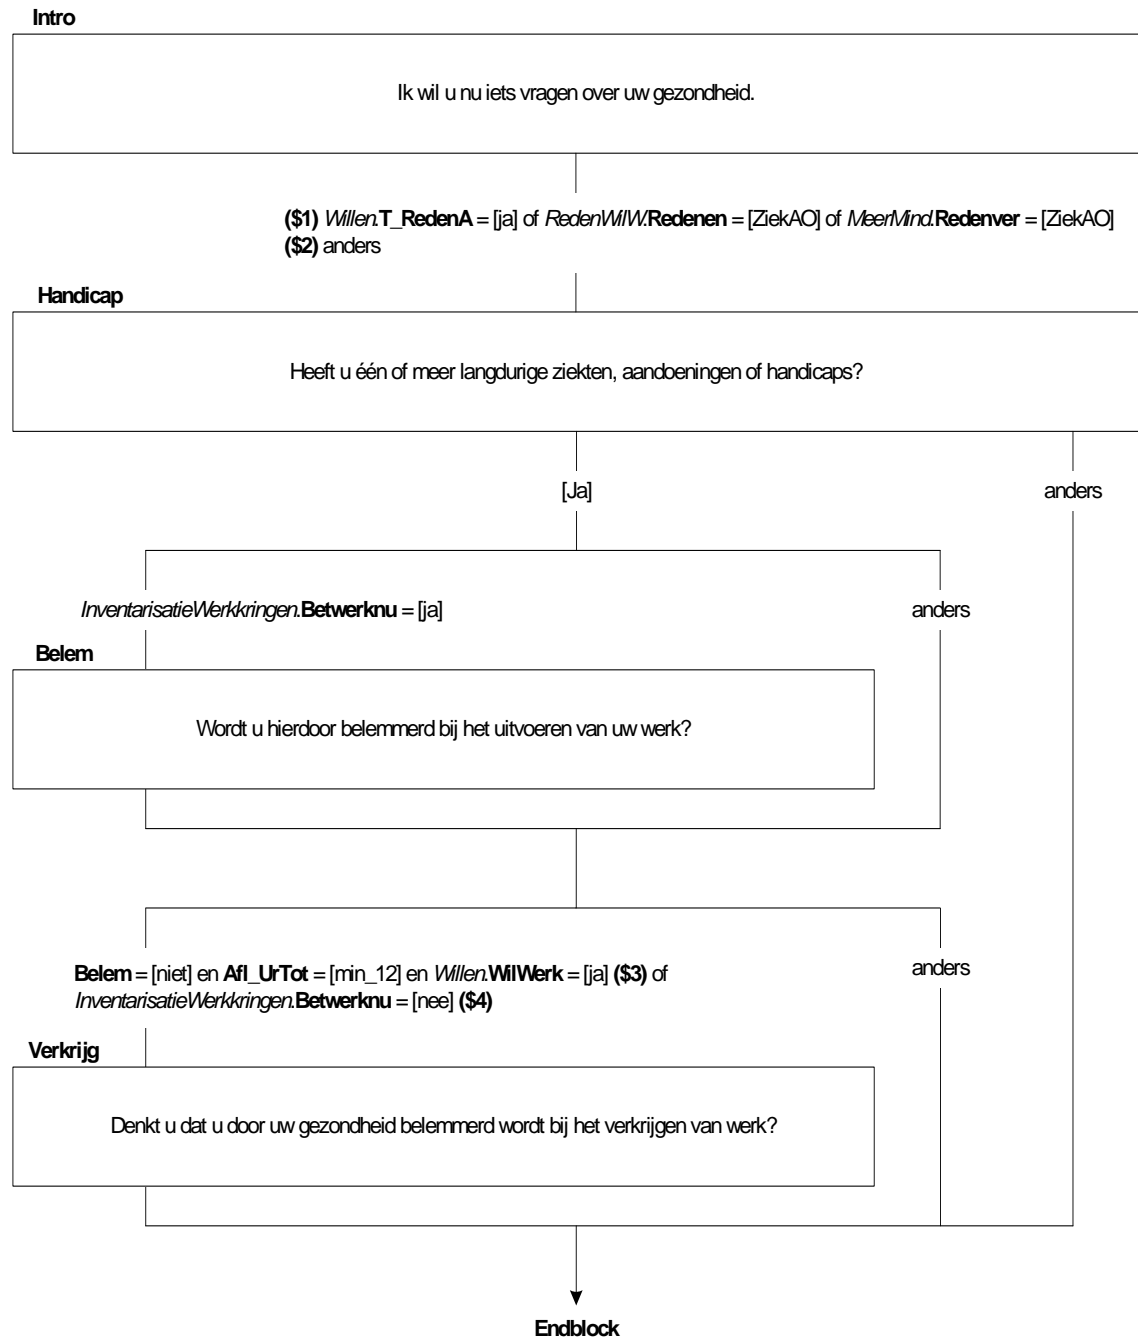 Intro
Ik wil u nu iets vragen over uw gezondheid.
($1) Willen.T_RedenA = [ja] of RedenWilW.Redenen = [ZiekAO] of MeerMind.Redenver = [ZiekAO]
($2) anders
Handicap
Heeft u één of meer langdurige ziekten, aandoeningen of handicaps?
[Ja]
anders
InventarisatieWerkkringen.Betwerknu = [ja]
anders
Belem
Wordt u hierdoor belemmerd bij het uitvoeren van uw werk?
Belem = [niet] en Afl_UrTot = [min_12] en Willen.WilWerk = [ja] ($3) of
anders
InventarisatieWerkkringen.Betwerknu = [nee] ($4)
Verkrijg
Denkt u dat u door uw gezondheid belemmerd wordt bij het verkrijgen van werk?
Endblock